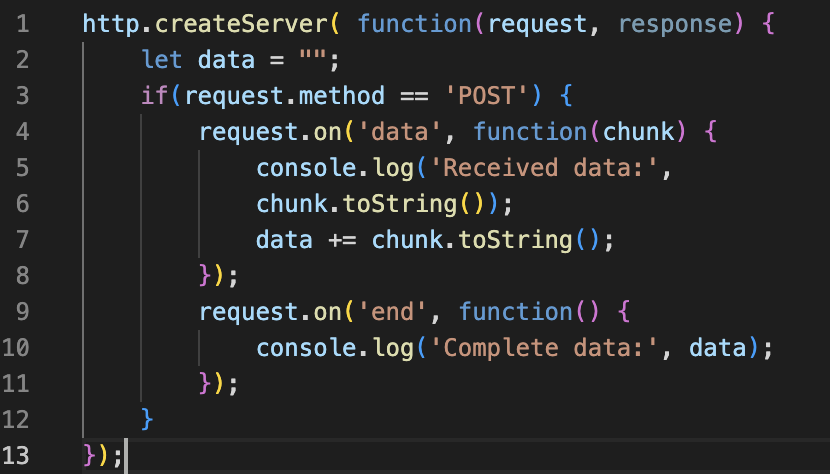 1 http.createServer( function(request, response) {
2     let data = "";
3     if(request.method == 'POST') {
4         request.on('data', function(chunk) {
5             console.log('Received data:',
6             chunk.toString());
7             data += chunk.toString();
8         });
9         request.on('end', function() {
10             console.log('Complete data:', data);
11         });
12     }
13 });